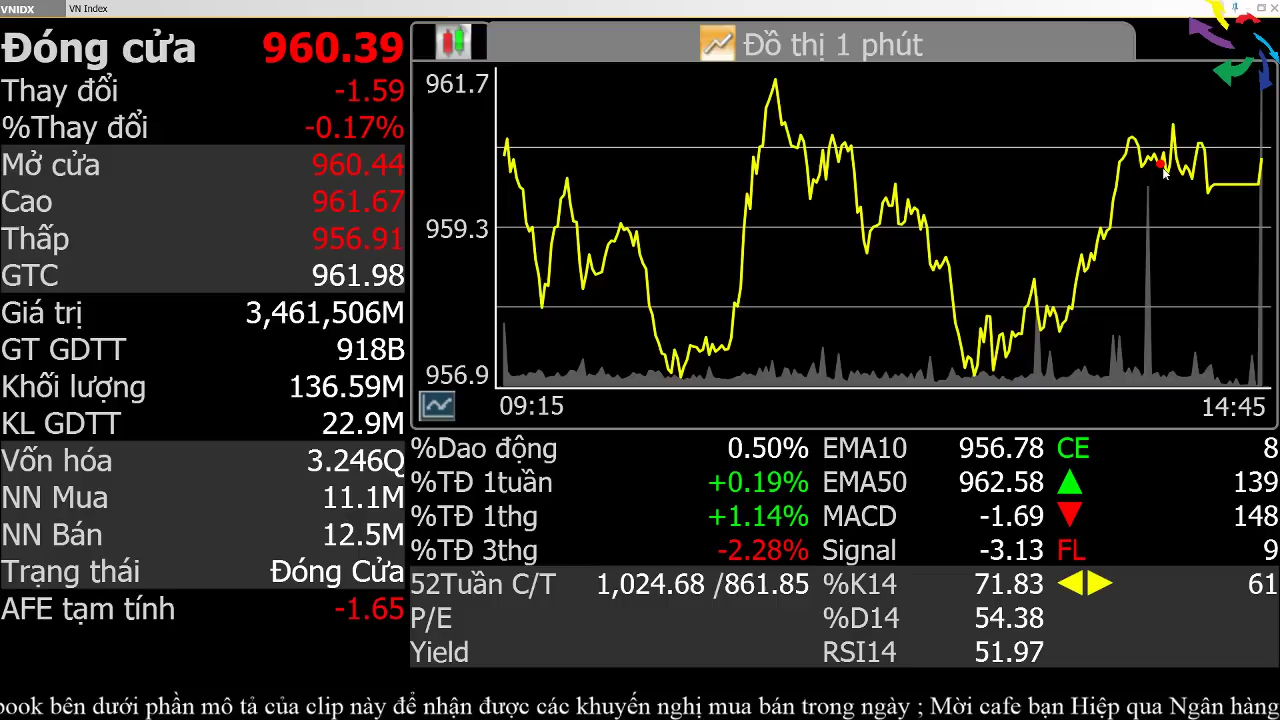 VNIDX VN Index
Đóng cửa 960.39
Thay đổi -1.59
%Thay đổi -0.17%
Mở cửa 960.44
Cao 961.67
Thấp 956.91
GTC 961.98
Giá trị 3,461,506M
GT GDTT 918B
Khối lượng 136.59M
KL GDTT 22.9M
Vốn hóa 3.246Q
NN Mua 11.1M
NN Bán 12.5M
Trạng thái Đóng Cửa
AFE tạm tính -1.65
Đồ thị 1 phút
961.7
959.3
956.9
09:15 14:45
%Dao động 0.50% EMA10 956.78 CE 8
%TĐ 1tuần +0.19% EMA50 962.58 ▲ 139
%TĐ 1thg +1.14% MACD -1.69 ▼ 148
%TĐ 3thg -2.28% Signal -3.13 FL 9
52Tuần C/T 1,024.68 /861.85 %K14 71.83 ◀▶ 61
P/E %D14 54.38
Yield RSI14 51.97
book bên dưới phần mô tả của clip này để nhận được các khuyến nghị mua bán trong ngày ; Mời cafe bạn Hiệp qua Ngân hàng